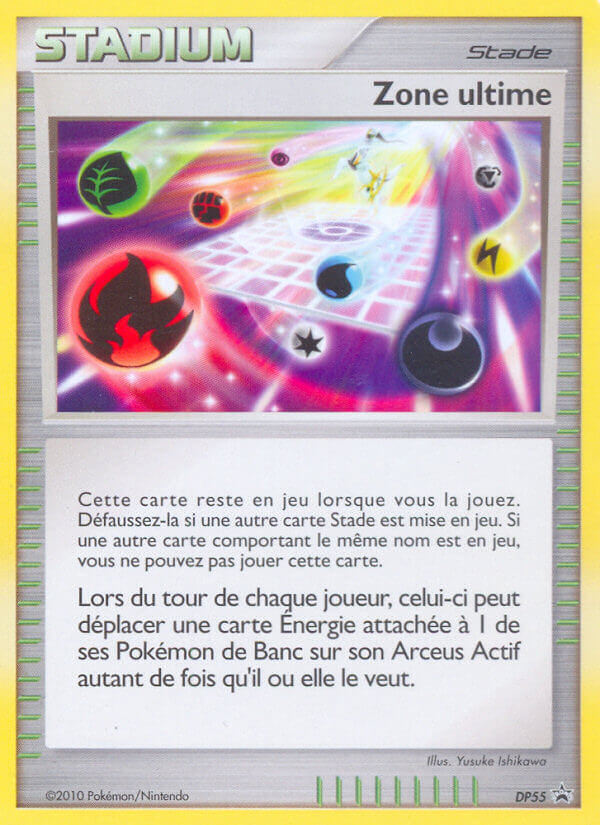 STADIUM
Stade
Zone ultime
Cette carte reste en jeu lorsque vous la jouez.
Défaussez-la si une autre carte Stade est mise en jeu. Si
une autre carte comportant le même nom est en jeu,
vous ne pouvez pas jouer cette carte.
Lors du tour de chaque joueur, celui-ci peut
déplacer une carte Énergie attachée à 1 de
ses Pokémon de Banc sur son Arceus Actif
autant de fois qu'il ou elle le veut.
Illus. Yusuke Ishikawa
©2010 Pokémon/Nintendo
DP55